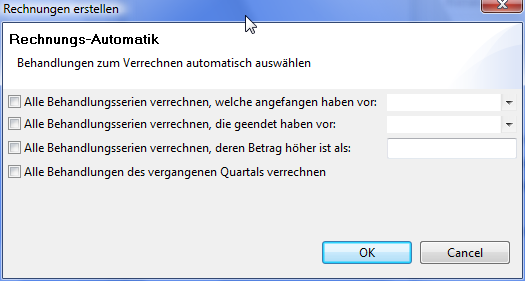 Rechnungen erstellen
Rechnungs-Automatik
Behandlungen zum Verrechnen automatisch auswählen
Alle Behandlungsserien verrechnen, welche angefangen haben vor:
Alle Behandlungsserien verrechnen, die geendet haben vor:
Alle Behandlungsserien verrechnen, deren Betrag höher ist als:
Alle Behandlungen des vergangenen Quartals verrechnen
OK Cancel